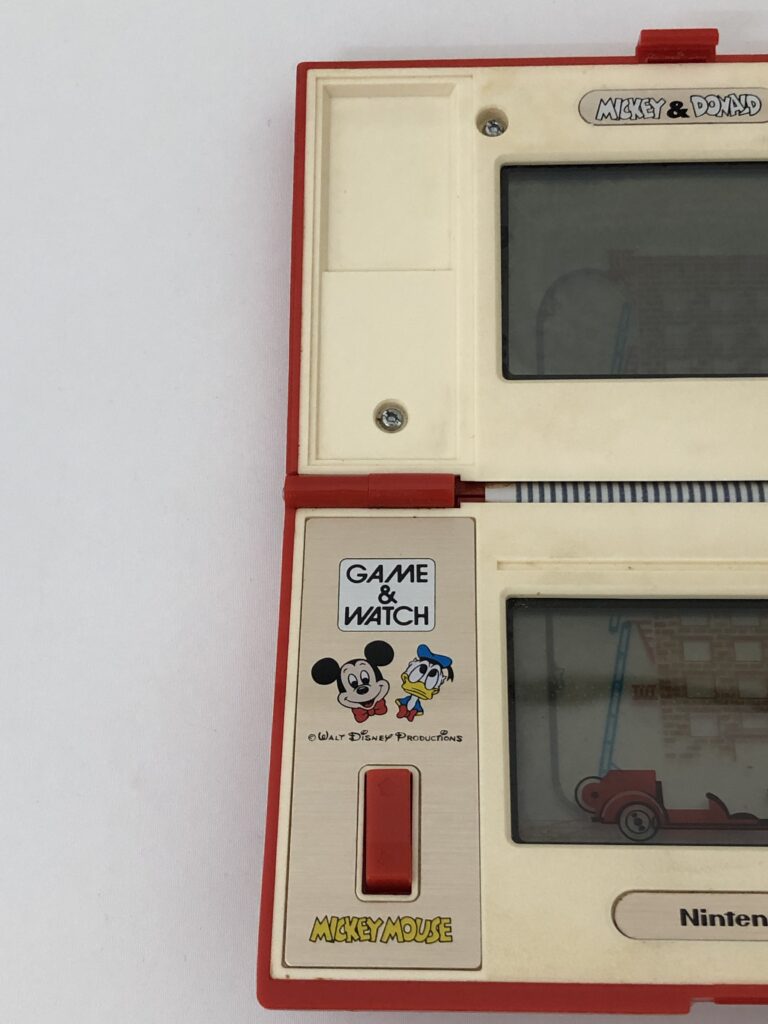 MICKEY & DONALD
GAME
&
WATCH
© WALT DISNEY PRODUCTIONS
MICKEY MOUSE
Ninten